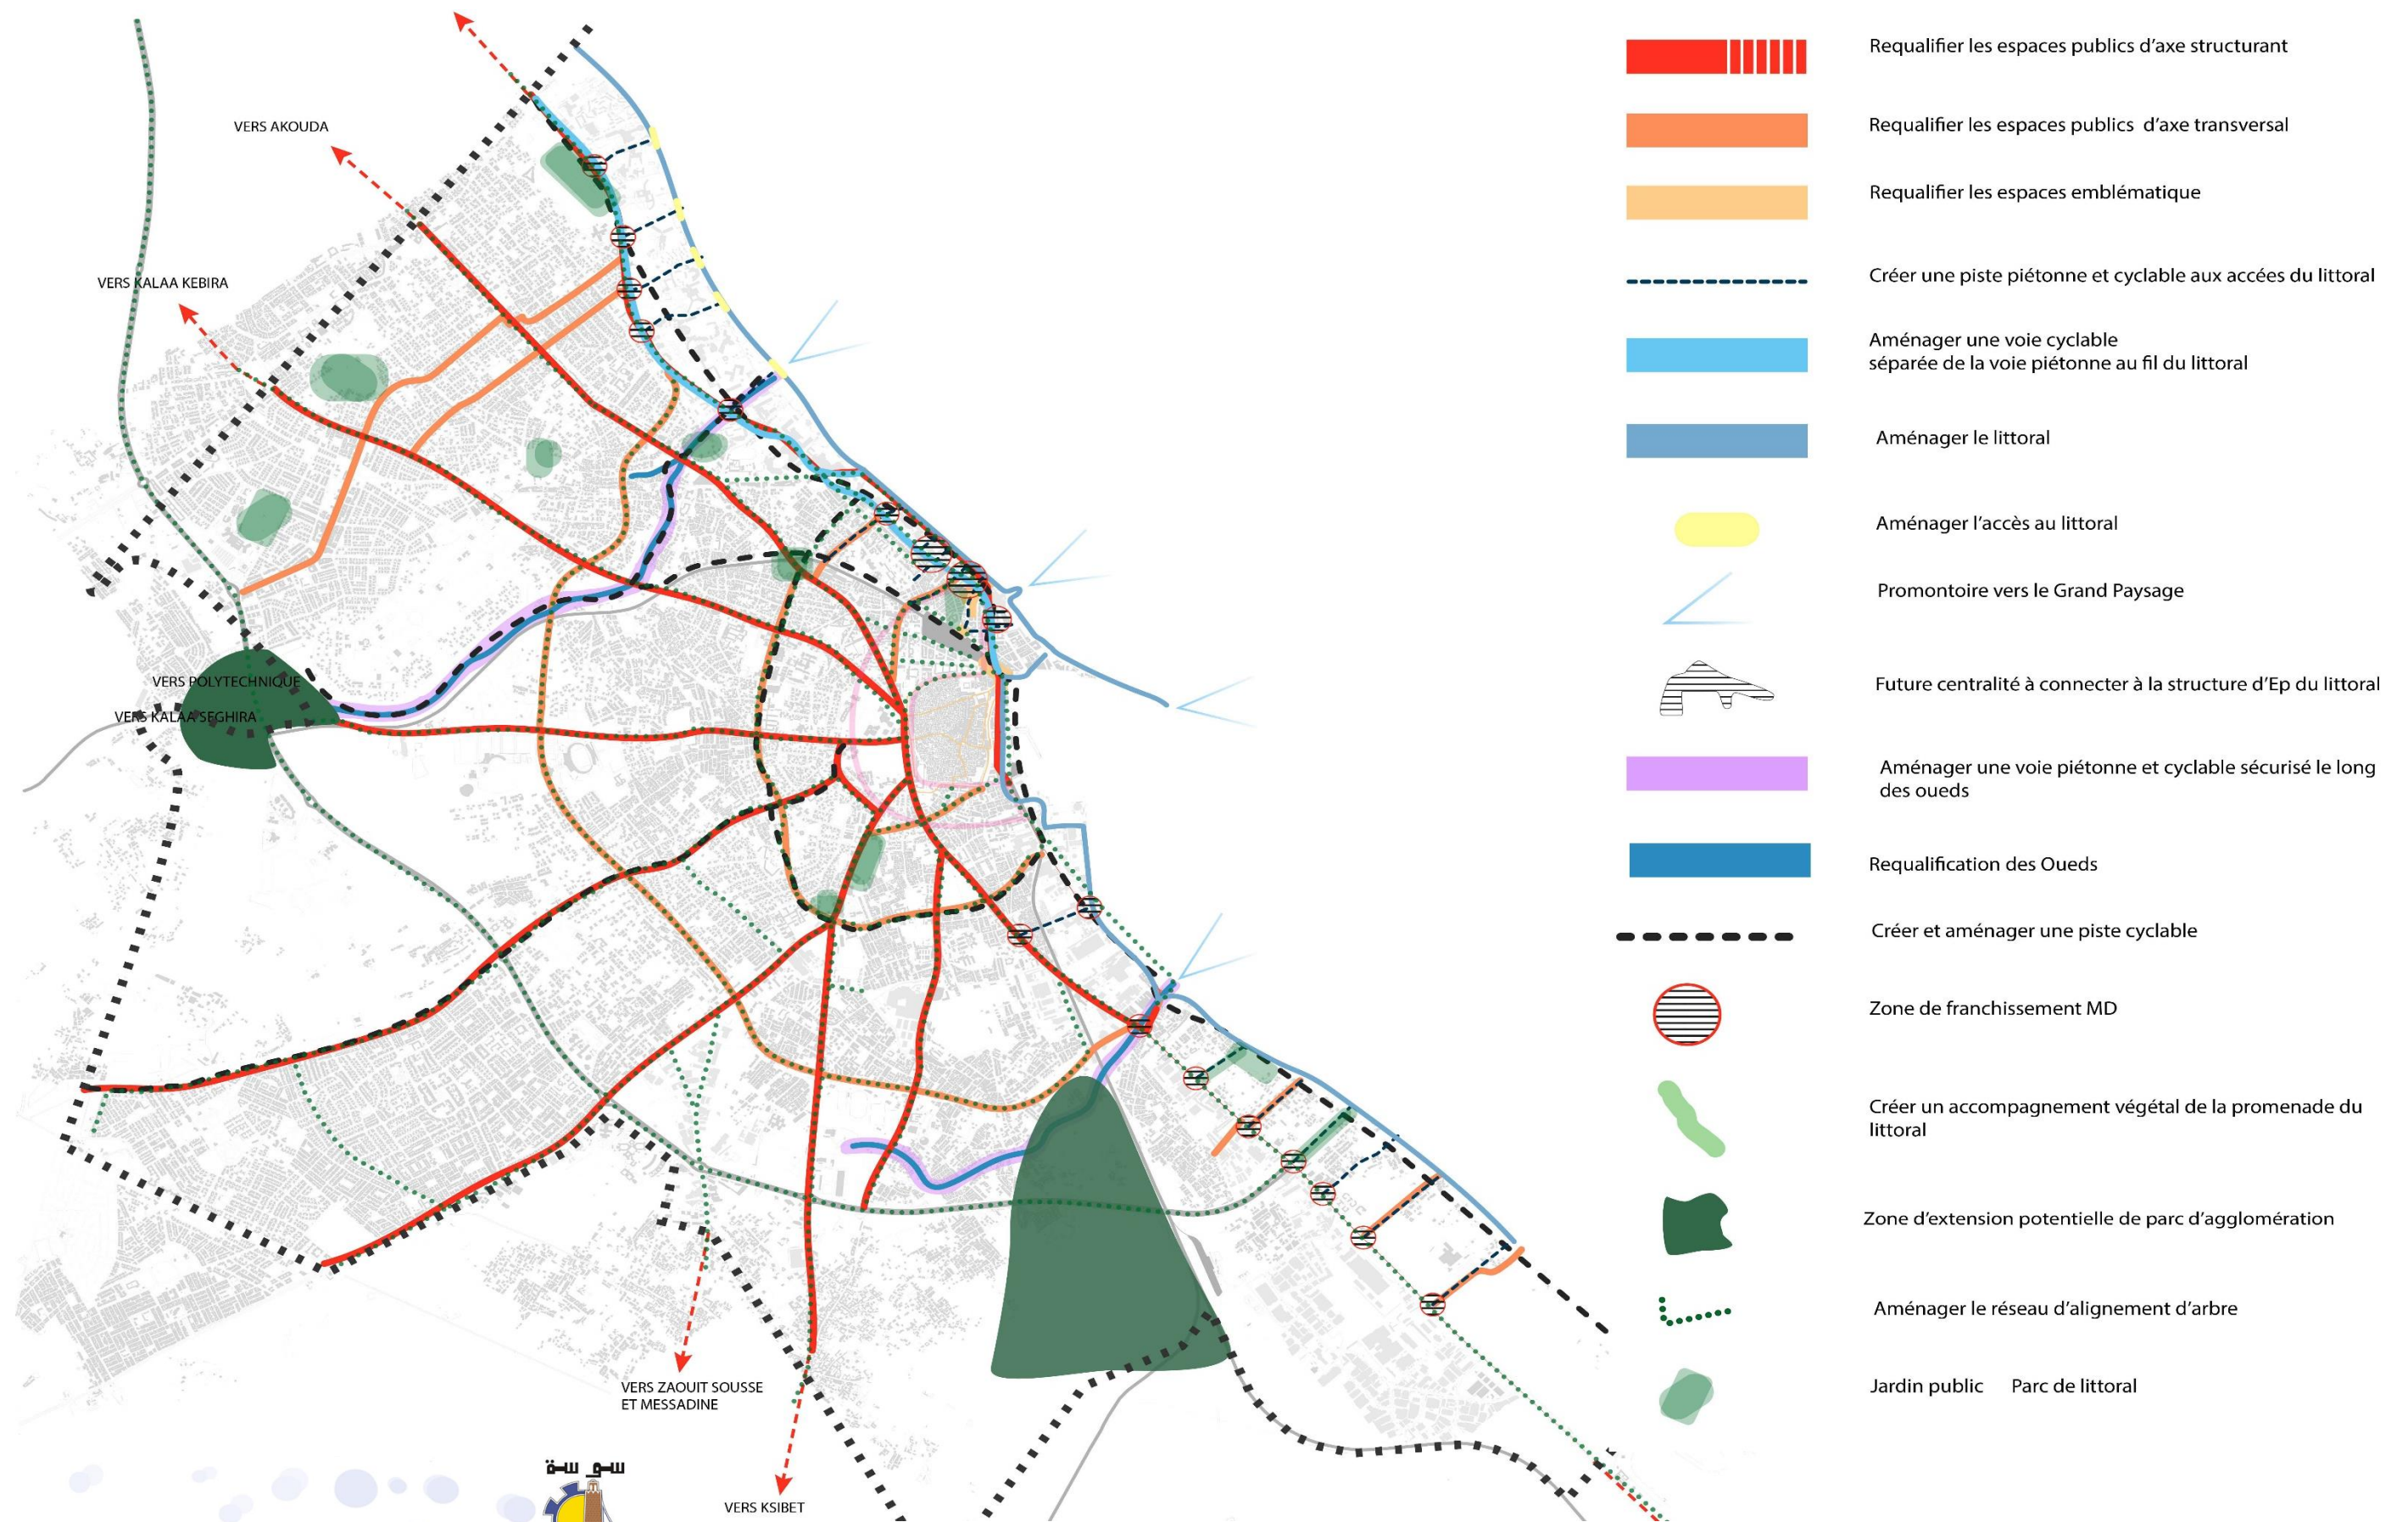 VERS AKOUDA
VERS KALAA KEBIRA
VERS POLYTECHNIQUE
VERS KALAA SEGHIRA
VERS ZAOUIT SOUSSE
ET MESSADINE
VERS KSIBET
سوسة
Requalifier les espaces publics d'axe structurant
Requalifier les espaces publics d'axe transversal
Requalifier les espaces emblématique
Créer une piste piétonne et cyclable aux accées du littoral
Aménager une voie cyclable
séparée de la voie piétonne au fil du littoral
Aménager le littoral
Aménager l'accès au littoral
Promontoire vers le Grand Paysage
Future centralité à connecter à la structure d'Ep du littoral
Aménager une voie piétonne et cyclable sécurisé le long
des oueds
Requalification des Oueds
Créer et aménager une piste cyclable
Zone de franchissement MD
Créer un accompagnement végétal de la promenade du
littoral
Zone d'extension potentielle de parc d'agglomération
Aménager le réseau d'alignement d'arbre
Jardin public Parc de littoral